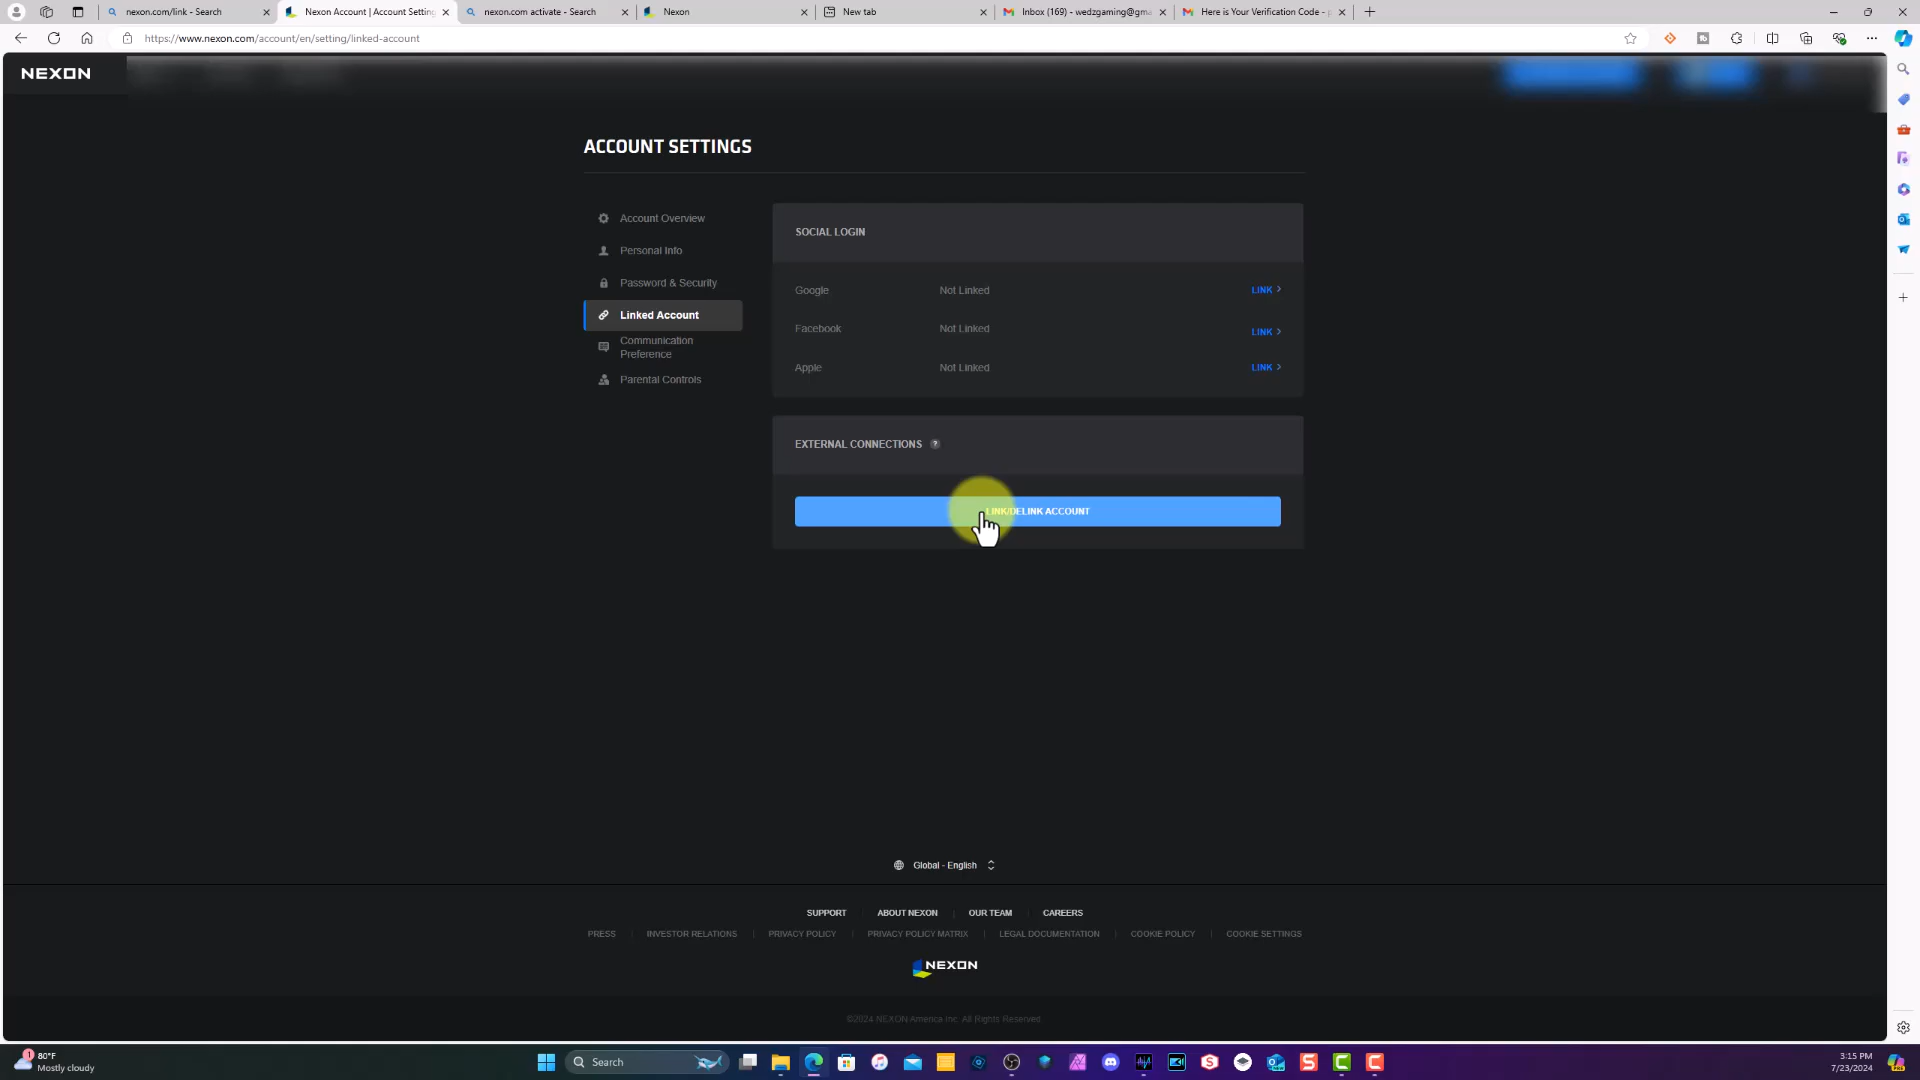 nexon.com/link - Search
Nexon Account | Account Setting
nexon.com activate - Search
Nexon
New tab
Inbox (169) - wedzgaming@gma
Here is Your Verification Code -
https://www.nexon.com/account/en/setting/linked-account
NEXON
ACCOUNT SETTINGS
Account Overview
Personal Info
Password & Security
Linked Account
Communication
Preference
Parental Controls
SOCIAL LOGIN
Google Not Linked LINK >
Facebook Not Linked LINK >
Apple Not Linked LINK >
EXTERNAL CONNECTIONS ?
LINK/DELINK ACCOUNT
Global - English
SUPPORT | ABOUT NEXON | OUR TEAM | CAREERS
PRESS | INVESTOR RELATIONS | PRIVACY POLICY | PRIVACY POLICY MATRIX | LEGAL DOCUMENTATION | COOKIE POLICY | COOKIE SETTINGS
NEXON
©2024 NEXON America Inc. All Rights Reserved.
1
80°F
Mostly cloudy
Search
3:15 PM
7/23/2024